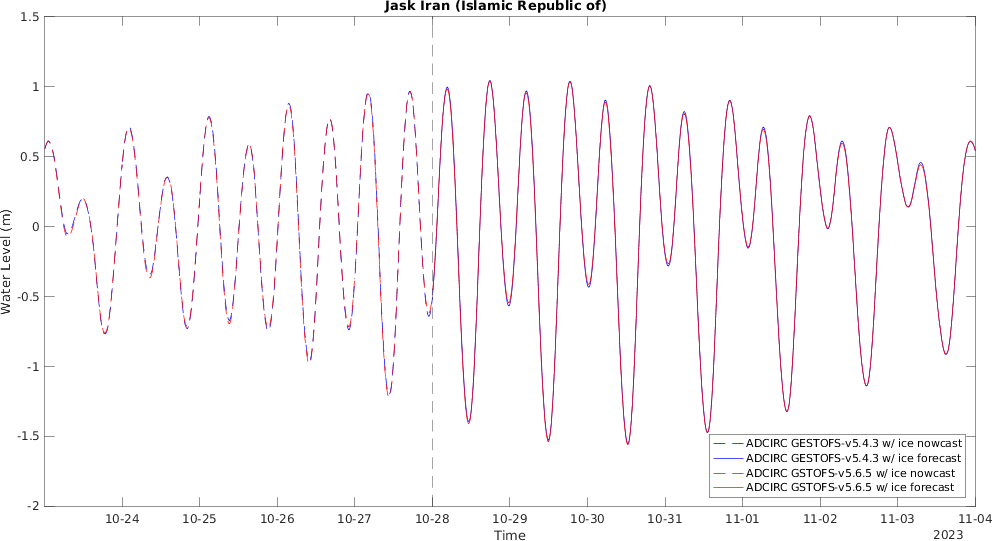 Jask Iran (Islamic Republic of)
1.5
1
0.5
0
-0.5
-1
-1.5
-2
Water Level (m)
ADCIRC GESTOFS-v5.4.3 w/ ice nowcast
ADCIRC GESTOFS-v5.4.3 w/ ice forecast
ADCIRC GSTOFS-v5.6.5 w/ ice nowcast
ADCIRC GSTOFS-v5.6.5 w/ ice forecast
10-24 10-25 10-26 10-27 10-28 10-29 10-30 10-31 11-01 11-02 11-03 11-04
Time
2023